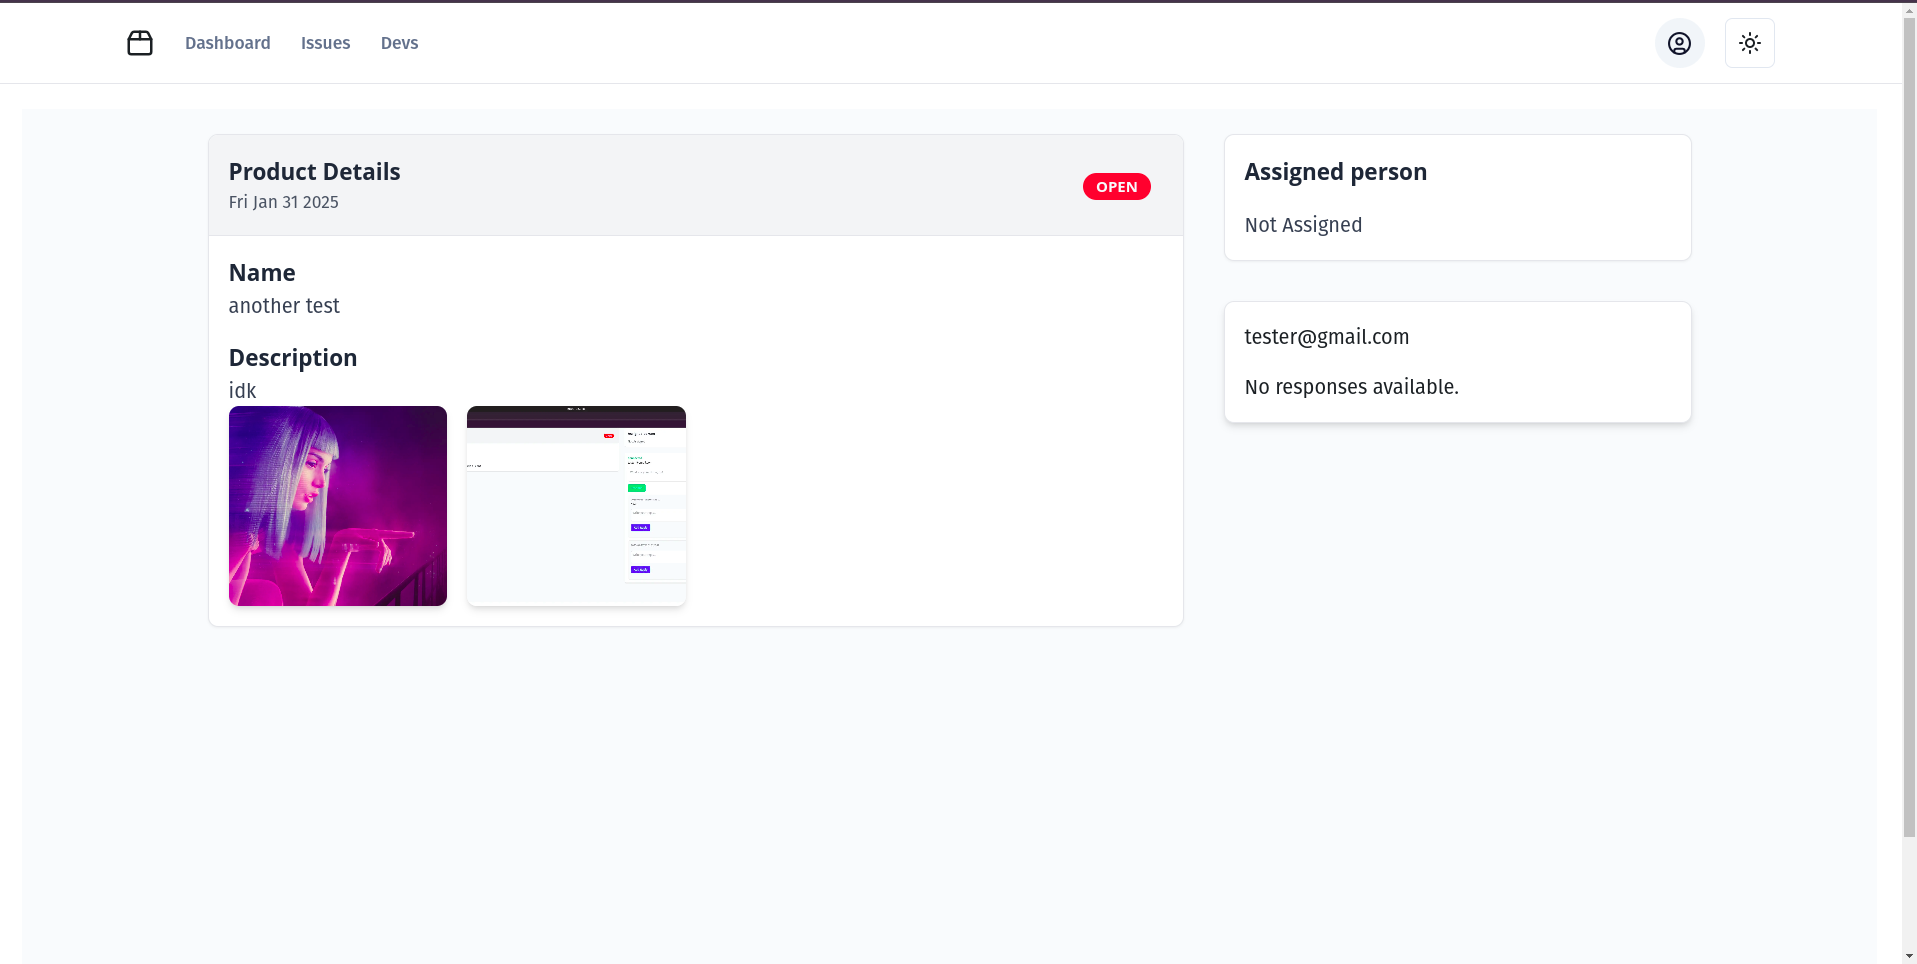 Dashboard Issues Devs
Product Details
Fri Jan 31 2025
OPEN
Name
another test
Description
idk
Assigned person
Not Assigned
tester@gmail.com
No responses available.